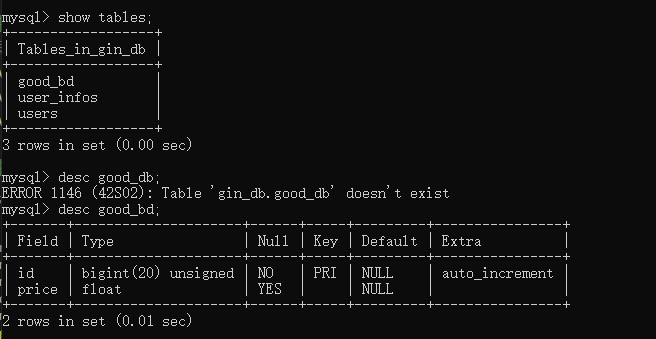 mysql> show tables;
+------------------+
| Tables_in_gin_db |
+------------------+
| good_bd          |
| user_infos       |
| users            |
+------------------+
3 rows in set (0.00 sec)
mysql> desc good_db;
ERROR 1146 (42S02): Table 'gin_db.good_db' doesn't exist
mysql> desc good_bd;
+-------+---------------------+------+-----+---------+----------------+
| Field | Type                | Null | Key | Default | Extra          |
+-------+---------------------+------+-----+---------+----------------+
| id    | bigint(20) unsigned | NO   | PRI | NULL    | auto_increment |
| price | float               | YES  |     | NULL    |                |
+-------+---------------------+------+-----+---------+----------------+
2 rows in set (0.01 sec)